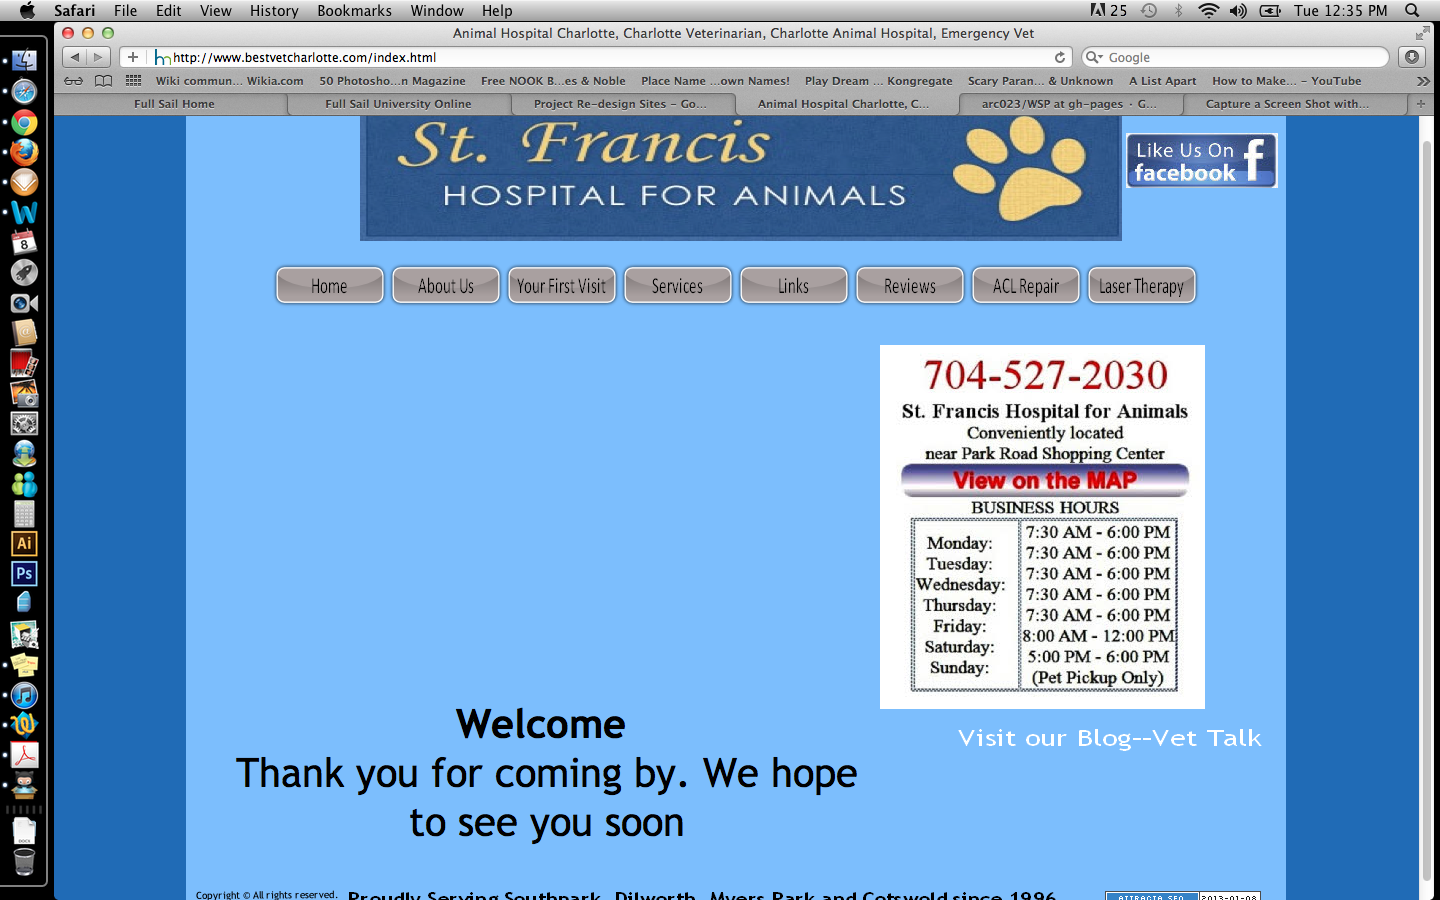 Safari File Edit View History Bookmarks Window Help
25 Tue 12:35 PM
Animal Hospital Charlotte, Charlotte Veterinarian, Charlotte Animal Hospital, Emergency Vet
http://www.bestvetcharlotte.com/index.html
Google
Wiki commun... Wikia.com 50 Photosho...n Magazine Free NOOK B...es & Noble Place Name ...own Names! Play Dream ... Kongregate Scary Paran... & Unknown A List Apart How to Make... – YouTube
Full Sail Home
Full Sail University Online
Project Re-design Sites – Go...
Animal Hospital Charlotte, C...
arc023/WSP at gh-pages · G...
Capture a Screen Shot with...
St. Francis
HOSPITAL FOR ANIMALS
Like Us On
facebook
Home
About Us
Your First Visit
Services
Links
Reviews
ACL Repair
Laser Therapy
704-527-2030
St. Francis Hospital for Animals
Conveniently located
near Park Road Shopping Center
View on the MAP
BUSINESS HOURS
Monday:
Tuesday:
Wednesday:
Thursday:
Friday:
Saturday:
Sunday:
7:30 AM - 6:00 PM
7:30 AM - 6:00 PM
7:30 AM - 6:00 PM
7:30 AM - 6:00 PM
7:30 AM - 6:00 PM
8:00 AM - 12:00 PM
5:00 PM - 6:00 PM
(Pet Pickup Only)
Visit our Blog--Vet Talk
Welcome
Thank you for coming by. We hope
to see you soon
Copyright © All rights reserved.
Proudly Serving Southpark, Dilworth, Myers Park and Cotswold since 1996
ATTRACTA SEO 2013-01-08
8
Ai
Ps